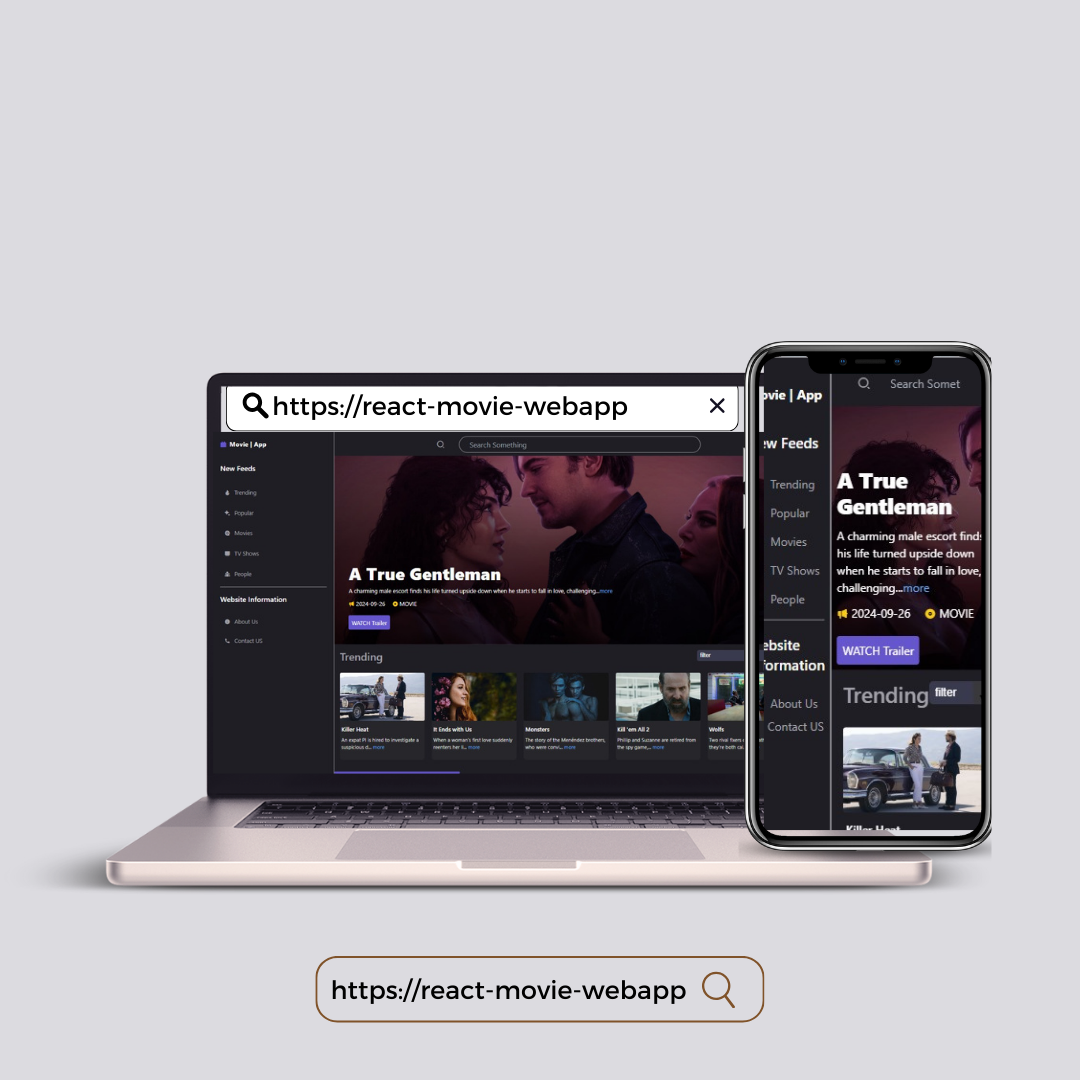 https://react-movie-webapp
Movie | App
Search Something
New Feeds
Trending
Popular
Movies
TV Shows
People
Website Information
About Us
Contact US
A True Gentleman
A charming male escort finds his life turned upside down when he starts to fall in love, challenging...more
2024-09-26 MOVIE
WATCH Trailer
Trending
filter
Killer Heat
An expat PI is hired to investigate a
suspicious d... more
It Ends with Us
When a woman's first love suddenly
reenters her li... more
Monsters
The story of the Menéndez brothers,
who were convi... more
Kill 'em All 2
Philip and Suzanne are retired from
the spy game,... more
Wolfs
Two rival fixers
they're both cal
ovie | App
Search Somet
ew Feeds
Trending
Popular
Movies
TV Shows
People
ebsite
formation
About Us
Contact US
A True
Gentleman
A charming male escort finds
his life turned upside down
when he starts to fall in love,
challenging...more
2024-09-26 MOVIE
WATCH Trailer
Trending
filter
Killer Heat
https://react-movie-webapp